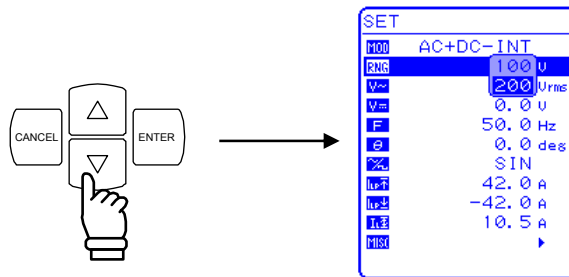 CANCEL
ENTER
SET
MOD AC+DC-INT
RNG 100 V
V~ 200 Vrms
V⎓ 0.0 V
F 50.0 Hz
θ 0.0 deg
SIN
42.0 A
-42.0 A
10.5 A
MISC